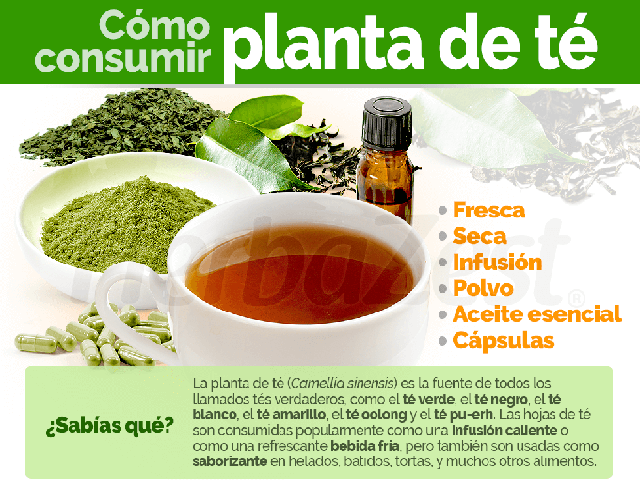 Cómo
consumir planta de té
HerbaZest®
• Fresca
• Seca
• Infusión
• Polvo
• Aceite esencial
• Cápsulas
¿Sabías qué?
La planta de té (Camellia sinensis) es la fuente de todos los
llamados tés verdaderos, como el té verde, el té negro, el té
blanco, el té amarillo, el té oolong y el té pu-erh. Las hojas de té
son consumidas popularmente como una infusión caliente o
como una refrescante bebida fría, pero también son usadas como
saborizante en helados, batidos, tortas, y muchos otros alimentos.